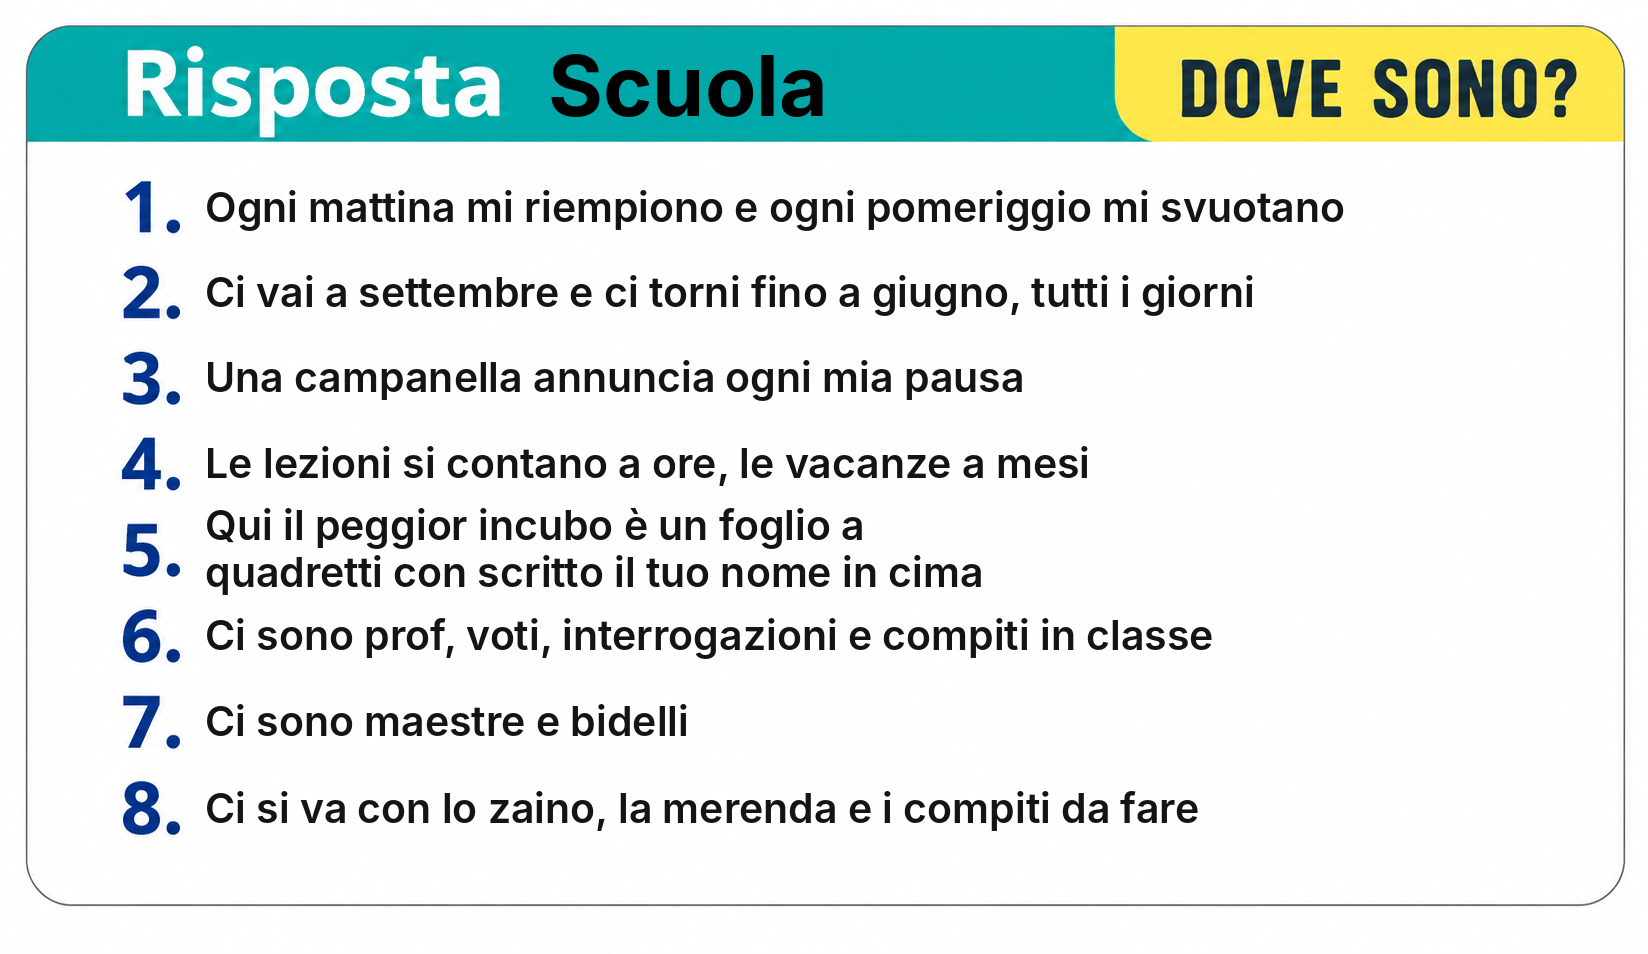 Risposta Scuola
DOVE SONO?
1. Ogni mattina mi riempiono e ogni pomeriggio mi svuotano
2. Ci vai a settembre e ci torni fino a giugno, tutti i giorni
3. Una campanella annuncia ogni mia pausa
4. Le lezioni si contano a ore, le vacanze a mesi
5. Qui il peggior incubo è un foglio a
quadretti con scritto il tuo nome in cima
6. Ci sono prof, voti, interrogazioni e compiti in classe
7. Ci sono maestre e bidelli
8. Ci si va con lo zaino, la merenda e i compiti da fare